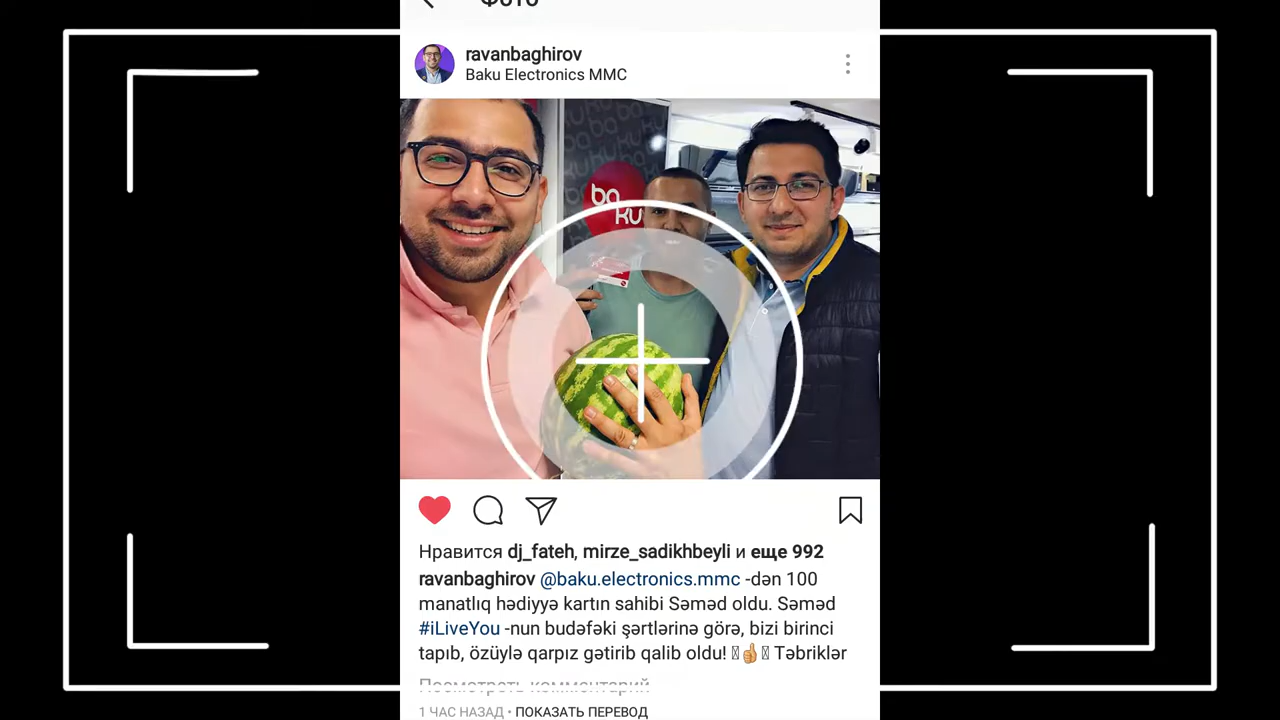 Фото
ravanbaghirov
Baku Electronics MMC
ba
KU
Нравится dj_fateh, mirze_sadikhbeyli и еще 992
ravanbaghirov @baku.electronics.mmc -dən 100
manatlıq hədiyyə kartın sahibi Səməd oldu. Səməd
#iLiveYou -nun budəfəki şərtlərinə görə, bizi birinci
tapıb, özüylə qarpız gətirib qalib oldu! 👍 Təbriklər
Посмотреть комментарий
1 ЧАС НАЗАД • ПОКАЗАТЬ ПЕРЕВОД